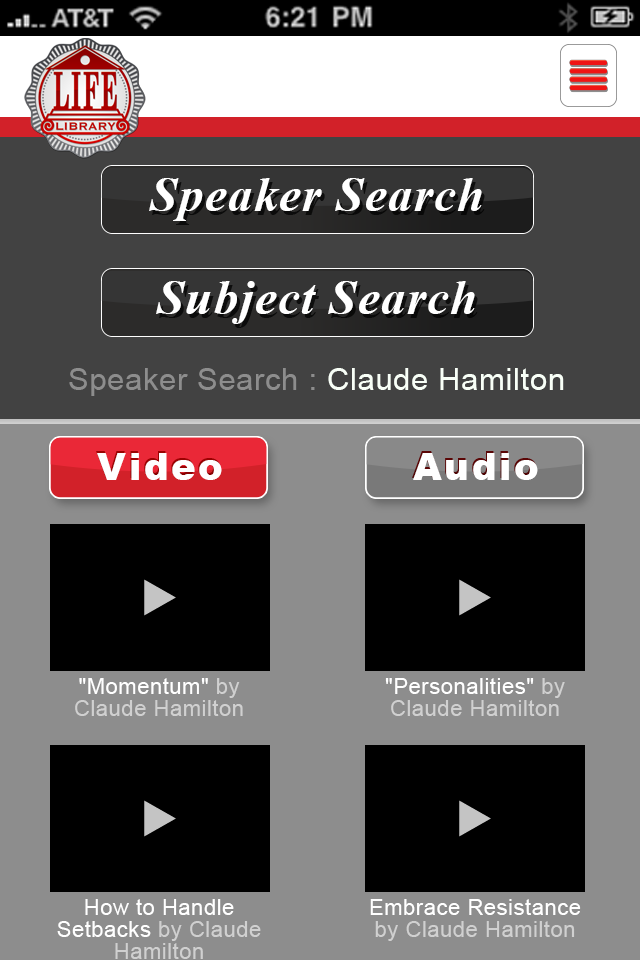 AT&T 6:21 PM
LIFE
LIBRARY
Speaker Search
Subject Search
Speaker Search : Claude Hamilton
Video Audio
"Momentum" by
Claude Hamilton
"Personalities" by
Claude Hamilton
How to Handle
Setbacks by Claude
Hamilton
Embrace Resistance
by Claude Hamilton